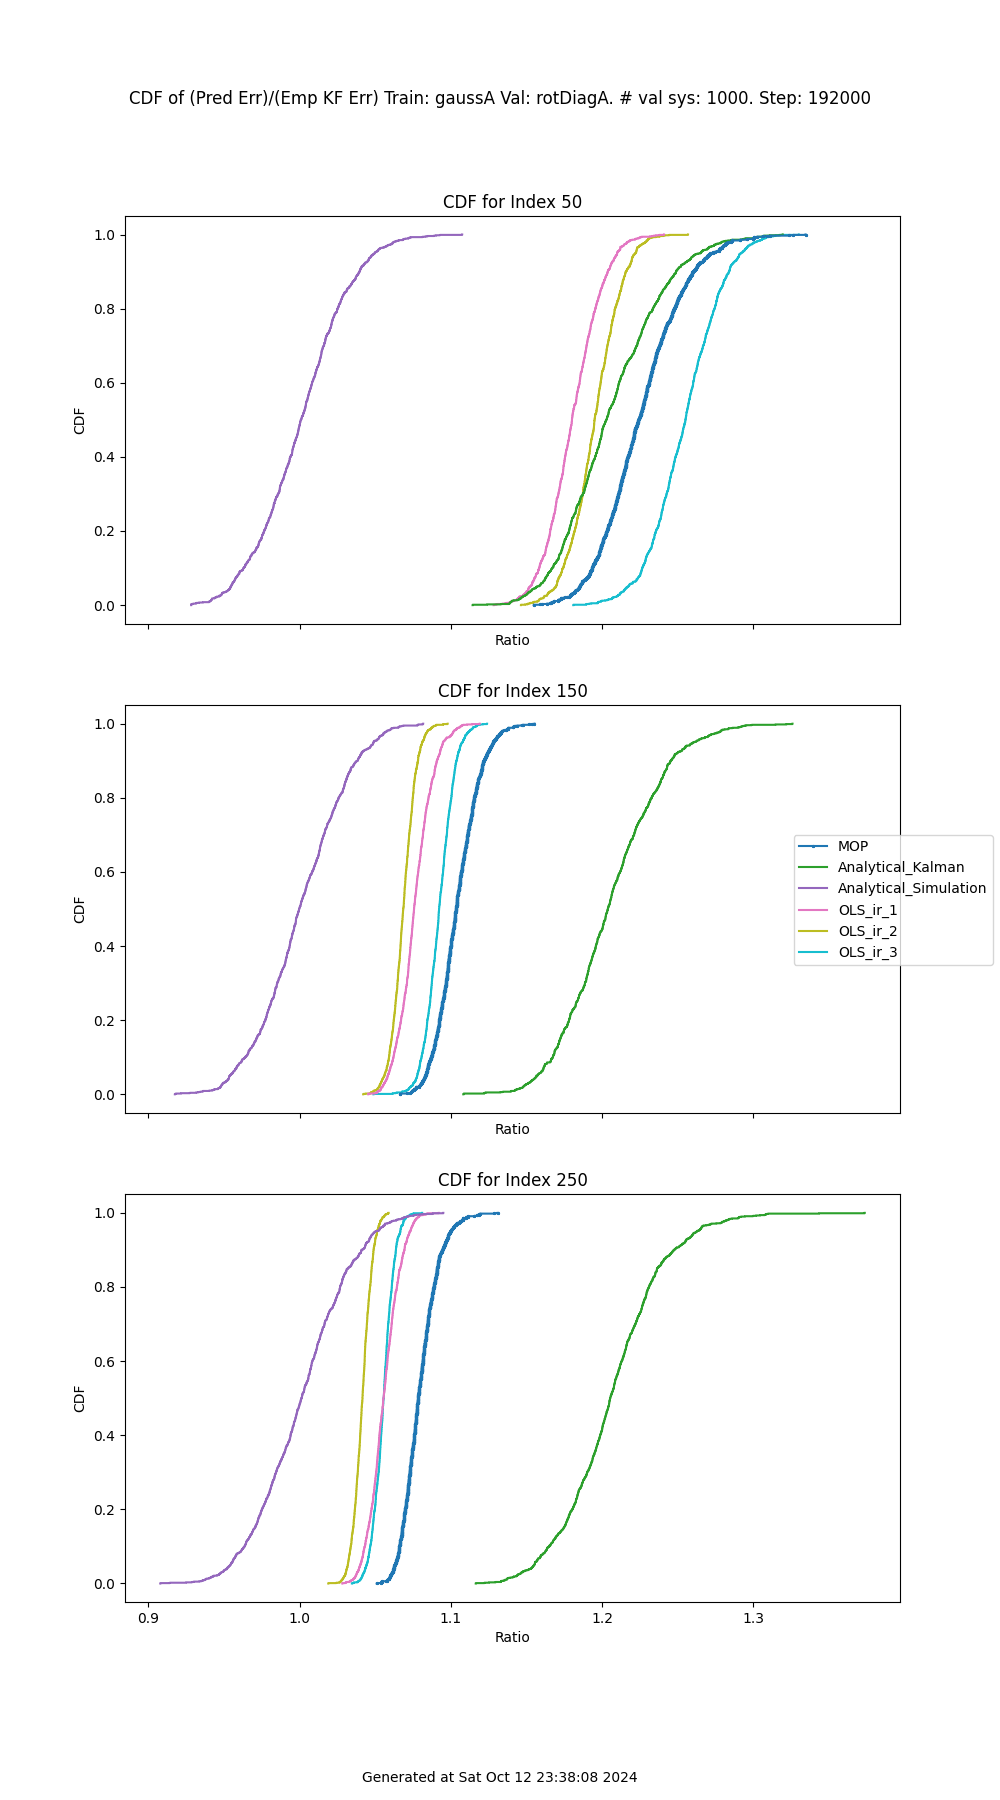 CDF of (Pred Err)/(Emp KF Err) Train: gaussA Val: rotDiagA. # val sys: 1000. Step: 192000
CDF for Index 50
1.0
0.8
0.6
0.4
0.2
0.0
CDF
Ratio
CDF for Index 150
1.0
0.8
0.6
0.4
0.2
0.0
CDF
Ratio
MOP
Analytical_Kalman
Analytical_Simulation
OLS_ir_1
OLS_ir_2
OLS_ir_3
CDF for Index 250
1.0
0.8
0.6
0.4
0.2
0.0
CDF
0.9 1.0 1.1 1.2 1.3
Ratio
Generated at Sat Oct 12 23:38:08 2024